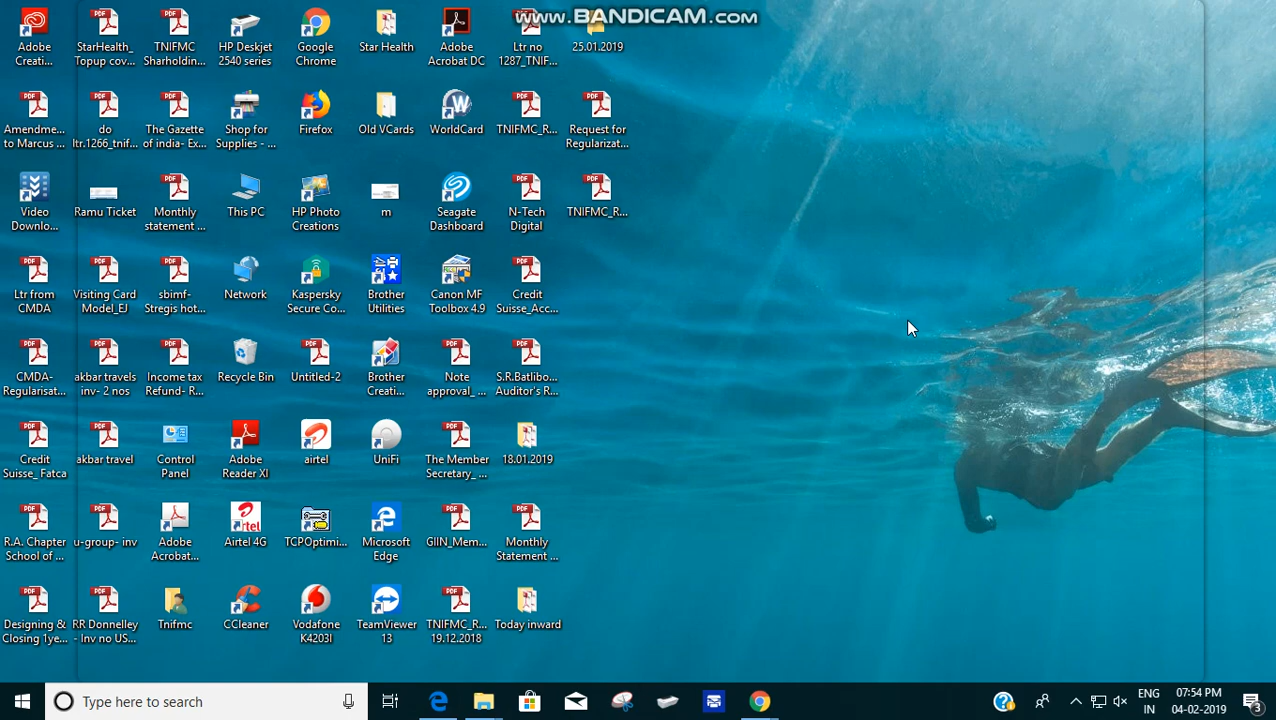 www.BANDICAM.com
Adobe
Creati...
StarHealth_
Topup cov...
TNIFMC
Sharholdin...
HP Deskjet
2540 series
Google
Chrome
Star Health
Adobe
Acrobat DC
Ltr no
1287_TNIF...
25.01.2019
Amendme...
to Marcus ...
do
ltr.1266_tnif...
The Gazette
of india- Ex...
Shop for
Supplies - ...
Firefox
Old VCards
WorldCard
TNIFMC_R...
Request for
Regularizat...
Video
Downlo...
Ramu Ticket
Monthly
statement ...
This PC
HP Photo
Creations
m
Seagate
Dashboard
N-Tech
Digital
TNIFMC_R...
Ltr from
CMDA
Visiting Card
Model_EJ
sbimf-
Stregis hot...
Network
Kaspersky
Secure Co...
Brother
Utilities
Canon MF
Toolbox 4.9
Credit
Suisse_Acc...
CMDA-
Regularisat...
akbar travels
inv- 2 nos
Income tax
Refund- R...
Recycle Bin
Untitled-2
Brother
Creati...
Note
approval_ ...
S.R.Batlibo...
Auditor's R...
Credit
Suisse_ Fatca
akbar travel
Control
Panel
Adobe
Reader XI
airtel
UniFi
The Member
Secretary_ ...
18.01.2019
R.A. Chapter
School of ...
u-group- inv
Adobe
Acrobat...
Airtel 4G
TCPOptimi...
Microsoft
Edge
GIIN_Mem...
Monthly
Statement ...
Designing &
Closing 1ye...
RR Donnelley
- Inv no US...
Tnifmc
CCleaner
Vodafone
K4203I
TeamViewer
13
TNIFMC_R...
19.12.2018
Today inward
Type here to search
ENG
IN
07:54 PM
04-02-2019
3